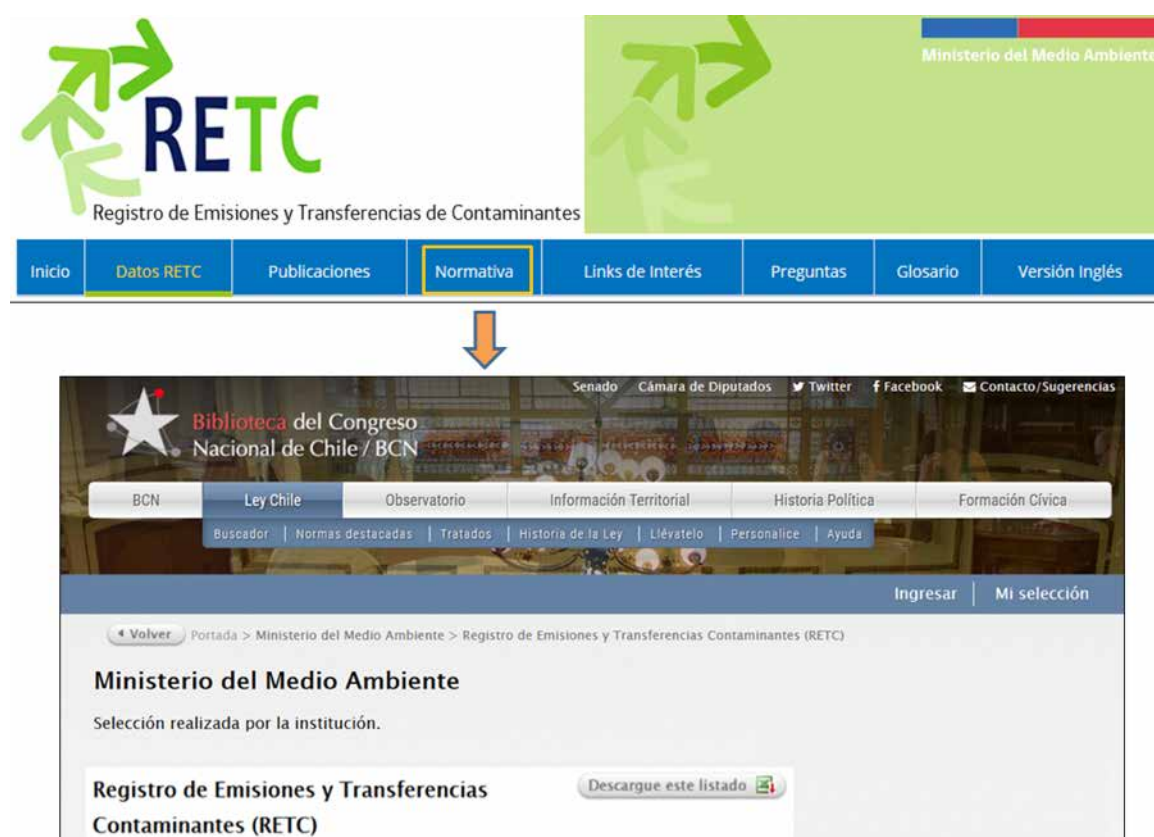 Ministerio del Medio Ambiente
RETC
Registro de Emisiones y Transferencias de Contaminantes
Inicio Datos RETC Publicaciones Normativa Links de Interés Preguntas Glosario Versión Inglés
Senado Cámara de Diputados Twitter Facebook Contacto/Sugerencias
Biblioteca del Congreso
Nacional de Chile / BCN
BCN Ley Chile Observatorio Información Territorial Historia Política Formación Cívica
Buscador | Normas destacadas | Tratados | Historia de la Ley | Llévatelo | Personalice | Ayuda
Ingresar | Mi selección
Volver Portada > Ministerio del Medio Ambiente > Registro de Emisiones y Transferencias Contaminantes (RETC)
Ministerio del Medio Ambiente
Selección realizada por la institución.
Registro de Emisiones y Transferencias
Contaminantes (RETC)
Descargue este listado